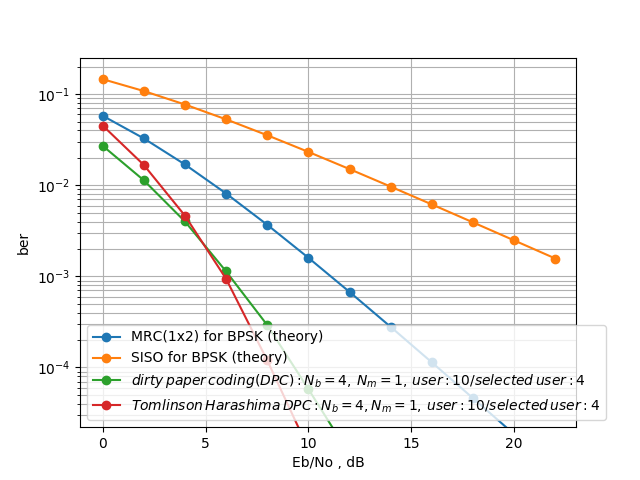 ber
10⁻¹
10⁻²
10⁻³
10⁻⁴
MRC(1x2) for BPSK (theory)
SISO for BPSK (theory)
dirty paper coding(DPC) : N_b = 4, N_m = 1, user : 10/selected user : 4
Tomlinson Harashima DPC : N_b = 4, N_m = 1, user : 10/selected user : 4
0 5 10 15 20
Eb/No , dB